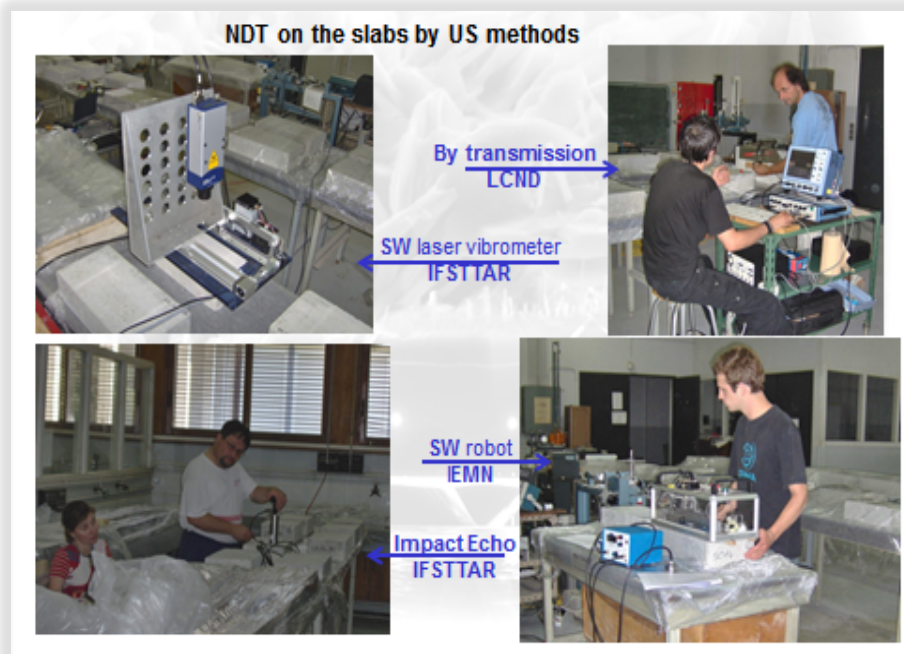 NDT on the slabs by US methods
By transmission
LCND
SW laser vibrometer
IFSTTAR
SW robot
IEMN
Impact Echo
IFSTTAR